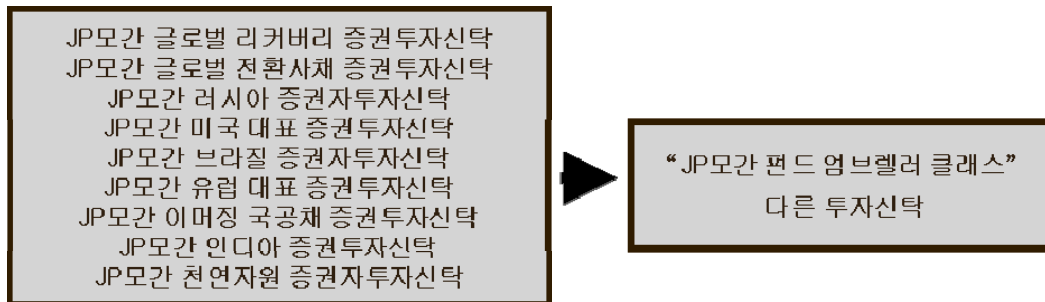 JP모간 글로벌 리커버리 증권투자신탁
JP모간 글로벌 전환사채 증권투자신탁
JP모간 러시아 증권자투자신탁
JP모간 미국 대표 증권투자신탁
JP모간 브라질 증권자투자신탁
JP모간 유럽 대표 증권투자신탁
JP모간 이머징 국공채 증권투자신탁
JP모간 인디아 증권투자신탁
JP모간 천연자원 증권자투자신탁
“JP모간 펀드 엄브렐러 클래스”
다른 투자신탁